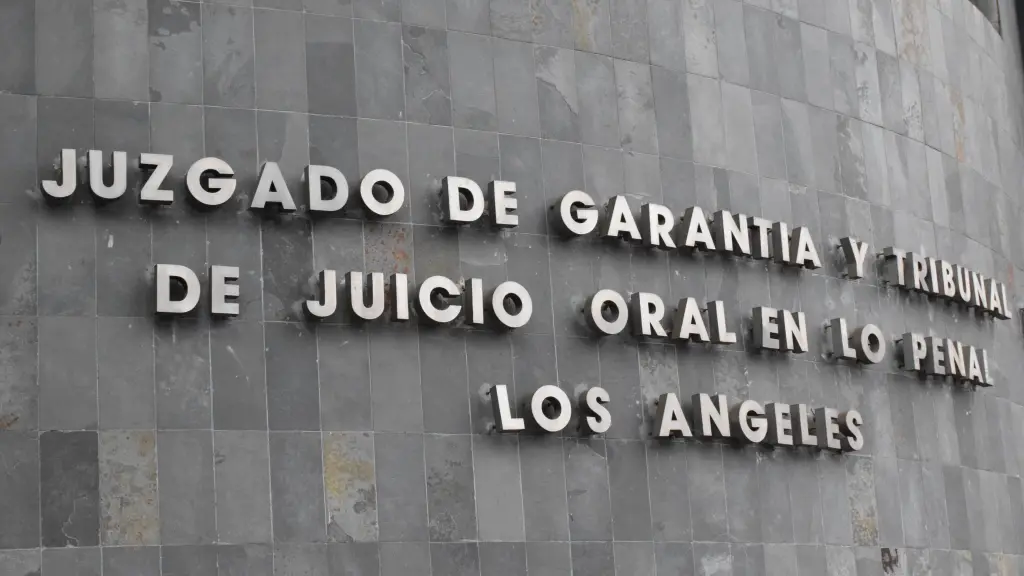 JUZGADO DE GARANTIA Y TRIBUNAL
DE JUICIO ORAL EN LO PENAL
LOS ANGELES